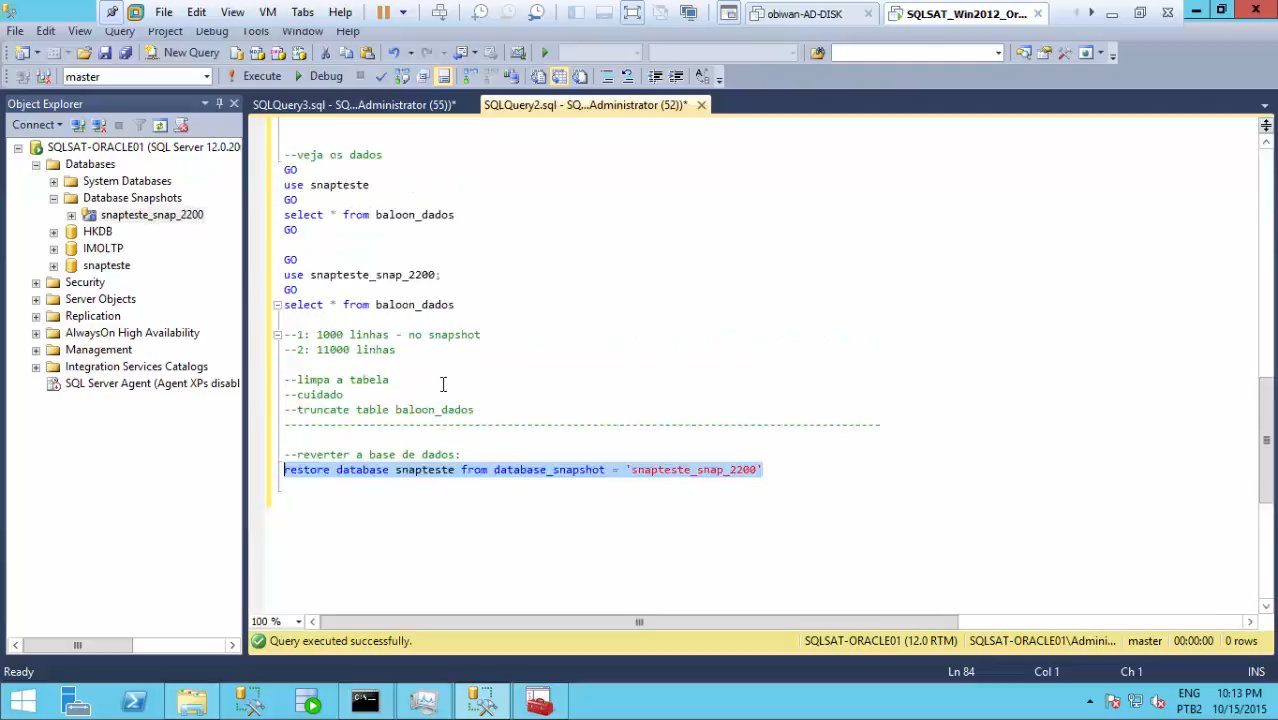 File Edit View VM Tabs Help
obiwan-AD-DISK
SQLSAT_Win2012_Or...
File Edit View Query Project Debug Tools Window Help
New Query
master
Execute
Debug
Object Explorer
SQLQuery3.sql - SQ...Administrator (55))*
SQLQuery2.sql - SQ...Administrator (52))*
Connect
SQLSAT-ORACLE01 (SQL Server 12.0.20
Databases
System Databases
Database Snapshots
snapteste_snap_2200
HKDB
IMOLTP
snapteste
Security
Server Objects
Replication
AlwaysOn High Availability
Management
Integration Services Catalogs
SQL Server Agent (Agent XPs disabl
--veja os dados
GO
use snapteste
GO
select * from baloon_dados
GO
GO
use snapteste_snap_2200;
GO
select * from baloon_dados
--1: 1000 linhas - no snapshot
--2: 11000 linhas
--limpa a tabela
--cuidado
--truncate table baloon_dados
--------------------------------------------------------------------------------------------
--reverter a base de dados:
restore database snapteste from database_snapshot = 'snapteste_snap_2200'
100 %
Query executed successfully.
SQLSAT-ORACLE01 (12.0 RTM)
SQLSAT-ORACLE01\Admini...
master
00:00:00
0 rows
Ready
Ln 84
Col 1
Ch 1
INS
ENG
PTB2
10:13 PM
10/15/2015